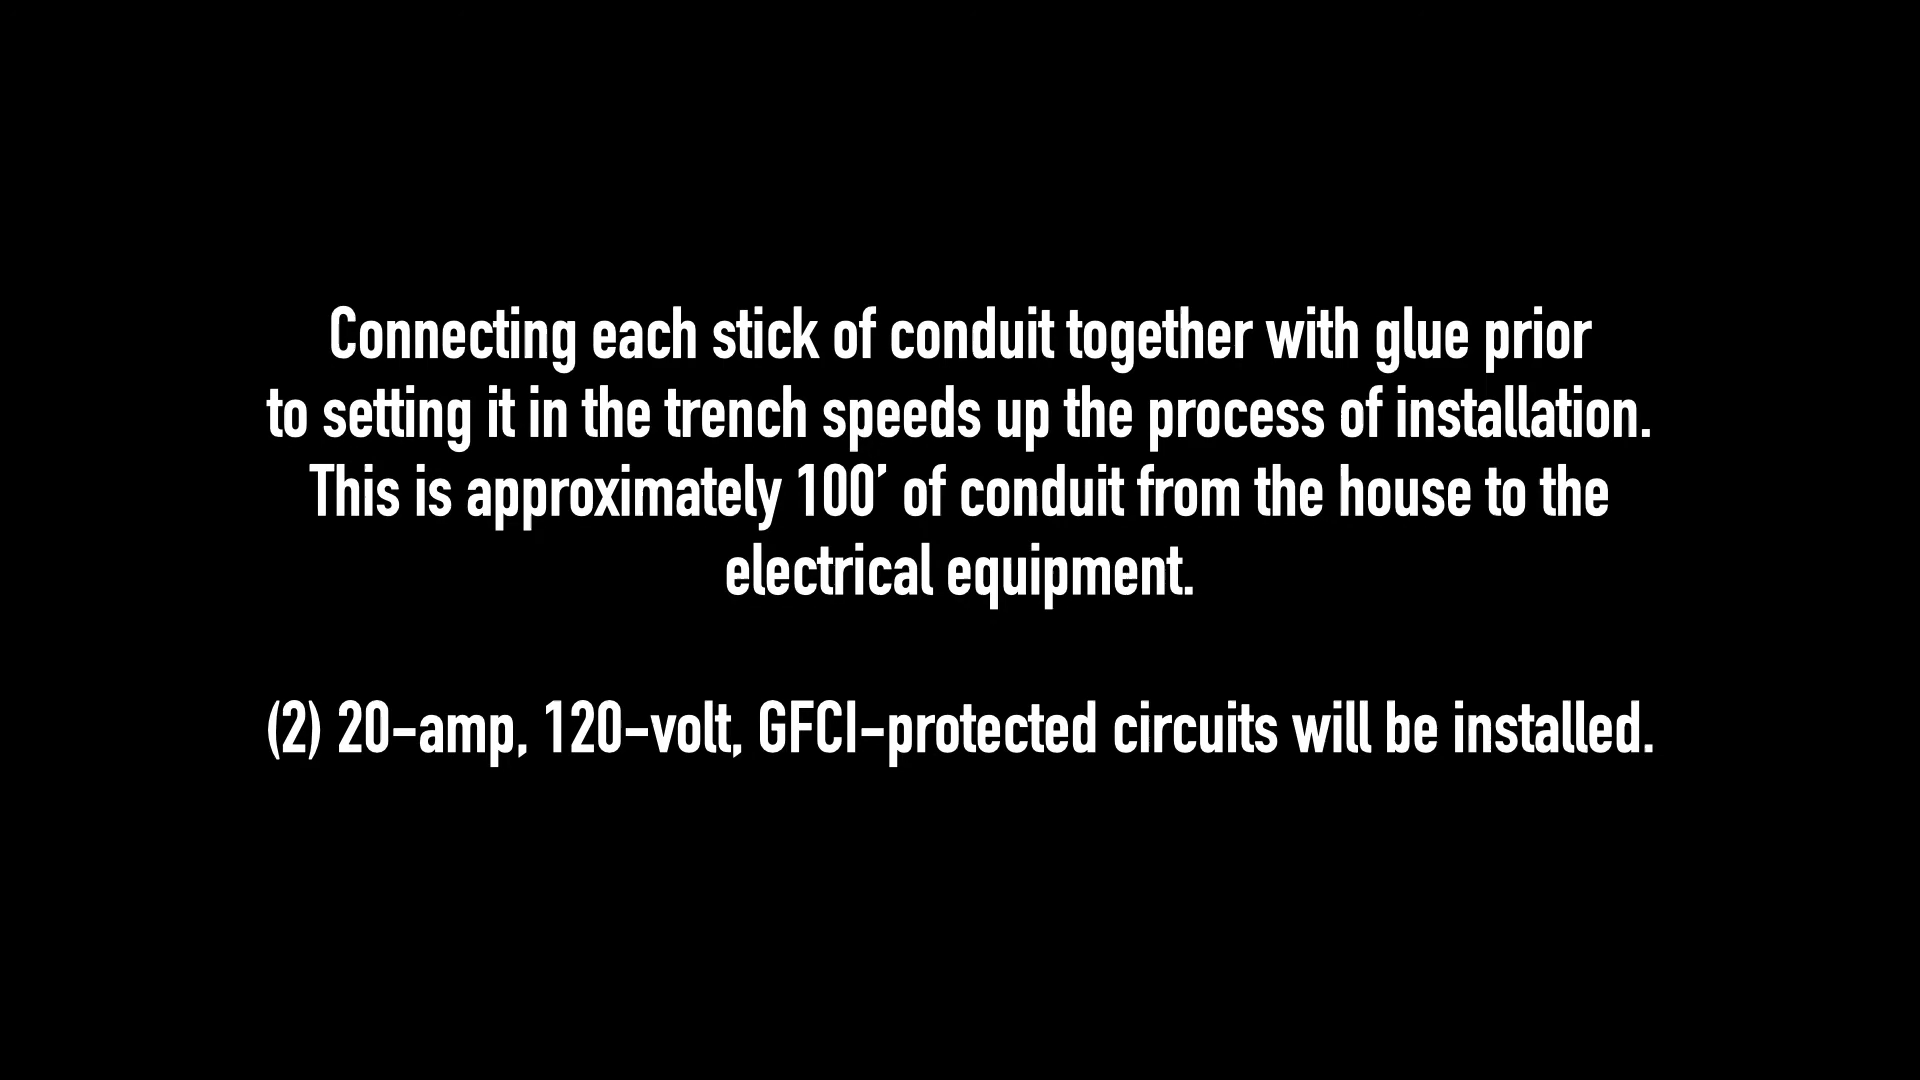 Connecting each stick of conduit together with glue prior
to setting it in the trench speeds up the process of installation.
This is approximately 100’ of conduit from the house to the
electrical equipment.
(2) 20-amp, 120-volt, GFCI-protected circuits will be installed.